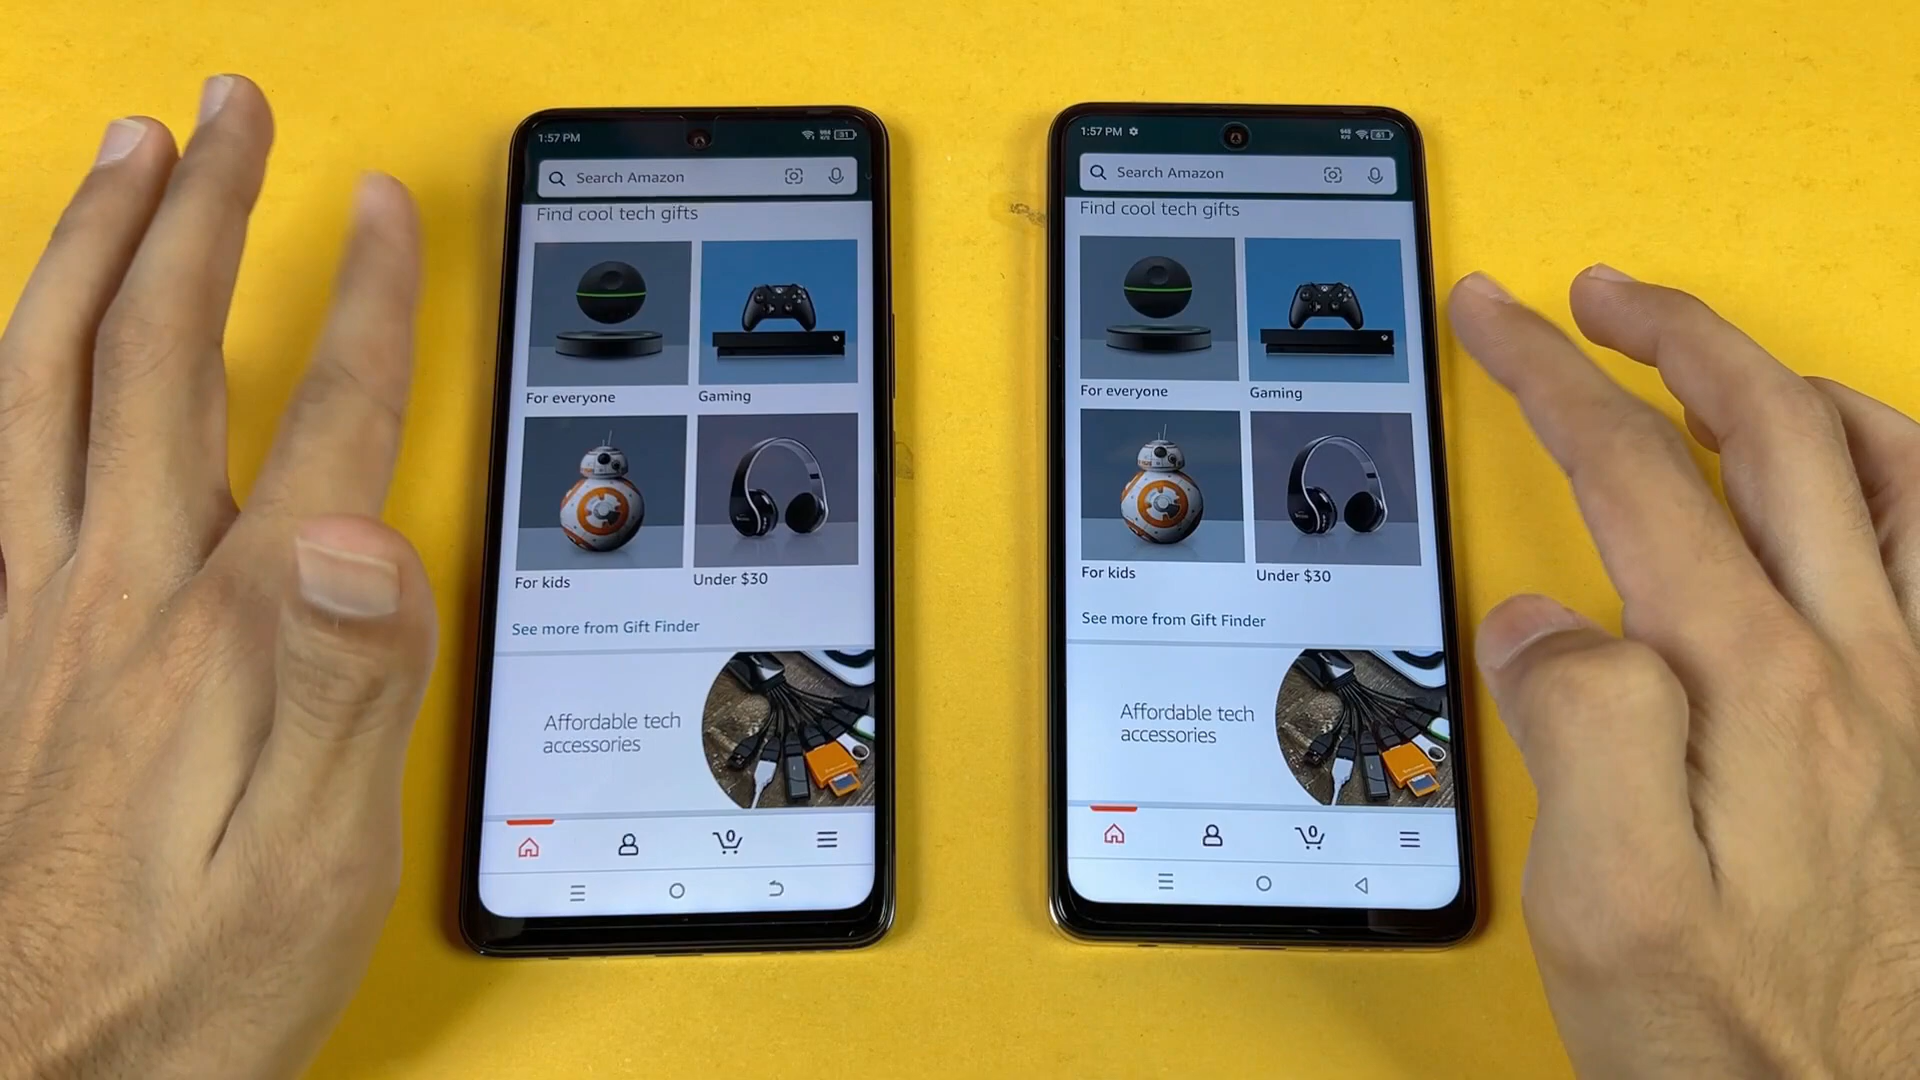 1:57 PM
51
Search Amazon
Find cool tech gifts
For everyone
Gaming
For kids
Under $30
See more from Gift Finder
Affordable tech
accessories
0
1:57 PM
61
Search Amazon
Find cool tech gifts
For everyone
Gaming
For kids
Under $30
See more from Gift Finder
Affordable tech
accessories
0